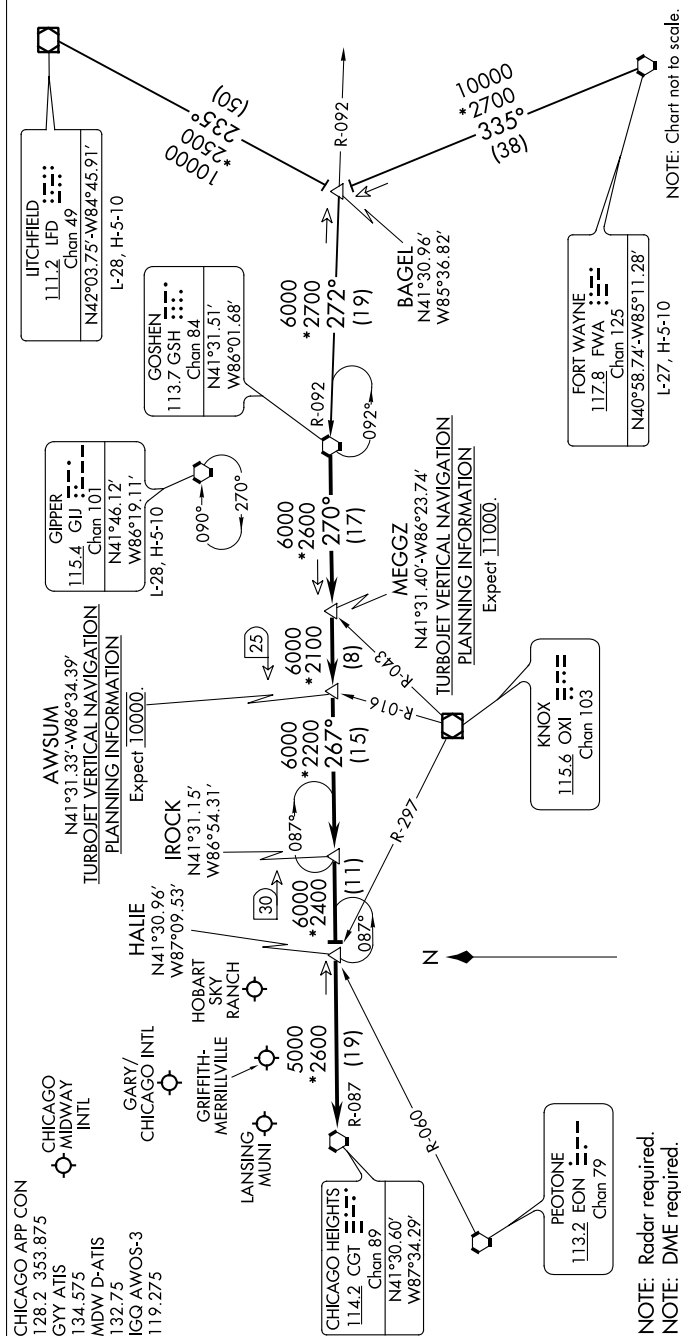 CHICAGO APP CON
128.2 353.875
GYY ATIS
134.575
MDW D-ATIS
132.75
IGQ AWOS-3
119.275
CHICAGO
MIDWAY
INTL
GARY/
CHICAGO INTL
GRIFFITH-
MERRILLVILLE
HOBART
SKY
RANCH
LANSING
MUNI
AWSUM
N41°31.33'-W86°34.39'
TURBOJET VERTICAL NAVIGATION
PLANNING INFORMATION
Expect 10000.
GIPPER
115.4 GIJ
Chan 101
N41°46.12'
W86°19.11'
L-28, H-5-10
090°
270°
LITCHFIELD
111.2 LFD
Chan 49
N42°03.75'-W84°45.91'
L-28, H-5-10
10000
*2500
235°
(50)
GOSHEN
113.7 GSH
Chan 84
N41°31.51'
W86°01.68'
HALIE
N41°30.96'
W87°09.53'
IROCK
N41°31.15'
W86°54.31'
5000
*2600
(19)
R-087
30
6000
*2400
(11)
087°
087°
6000
*2200
267°
(15)
25
6000
*2100
(8)
6000
*2600
270°
(17)
R-092
092°
6000
*2700
272°
(19)
R-092
CHICAGO HEIGHTS
114.2 CGT
Chan 89
N41°30.60'
W87°34.29'
MEGGZ
N41°31.40'-W86°23.74'
TURBOJET VERTICAL NAVIGATION
PLANNING INFORMATION
Expect 11000.
BAGEL
N41°30.96'
W85°36.82'
10000
*2700
335°
(38)
R-043
R-016
R-297
R-060
N
KNOX
115.6 OXI
Chan 103
PEOTONE
113.2 EON
Chan 79
FORT WAYNE
117.8 FWA
Chan 125
N40°58.74'-W85°11.28'
L-27, H-5-10
NOTE: Radar required.
NOTE: DME required.
NOTE: Chart not to scale.